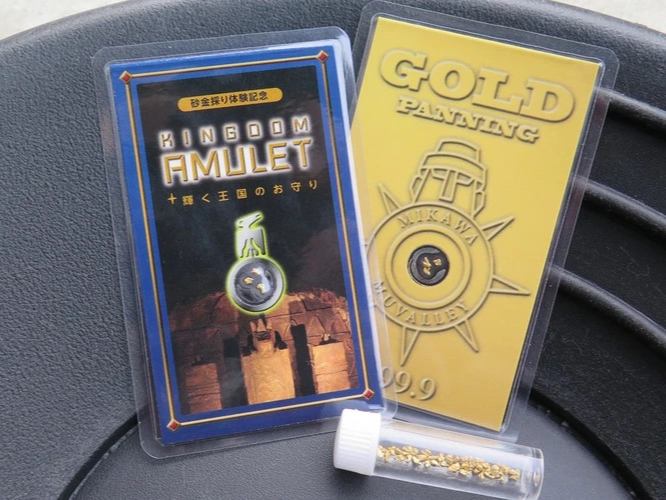 砂金採り体験記念
KINGDOM
AMULET
輝く王国のお守り
GOLD
PANNING
MIKAWA
MUVALLEY
99.9